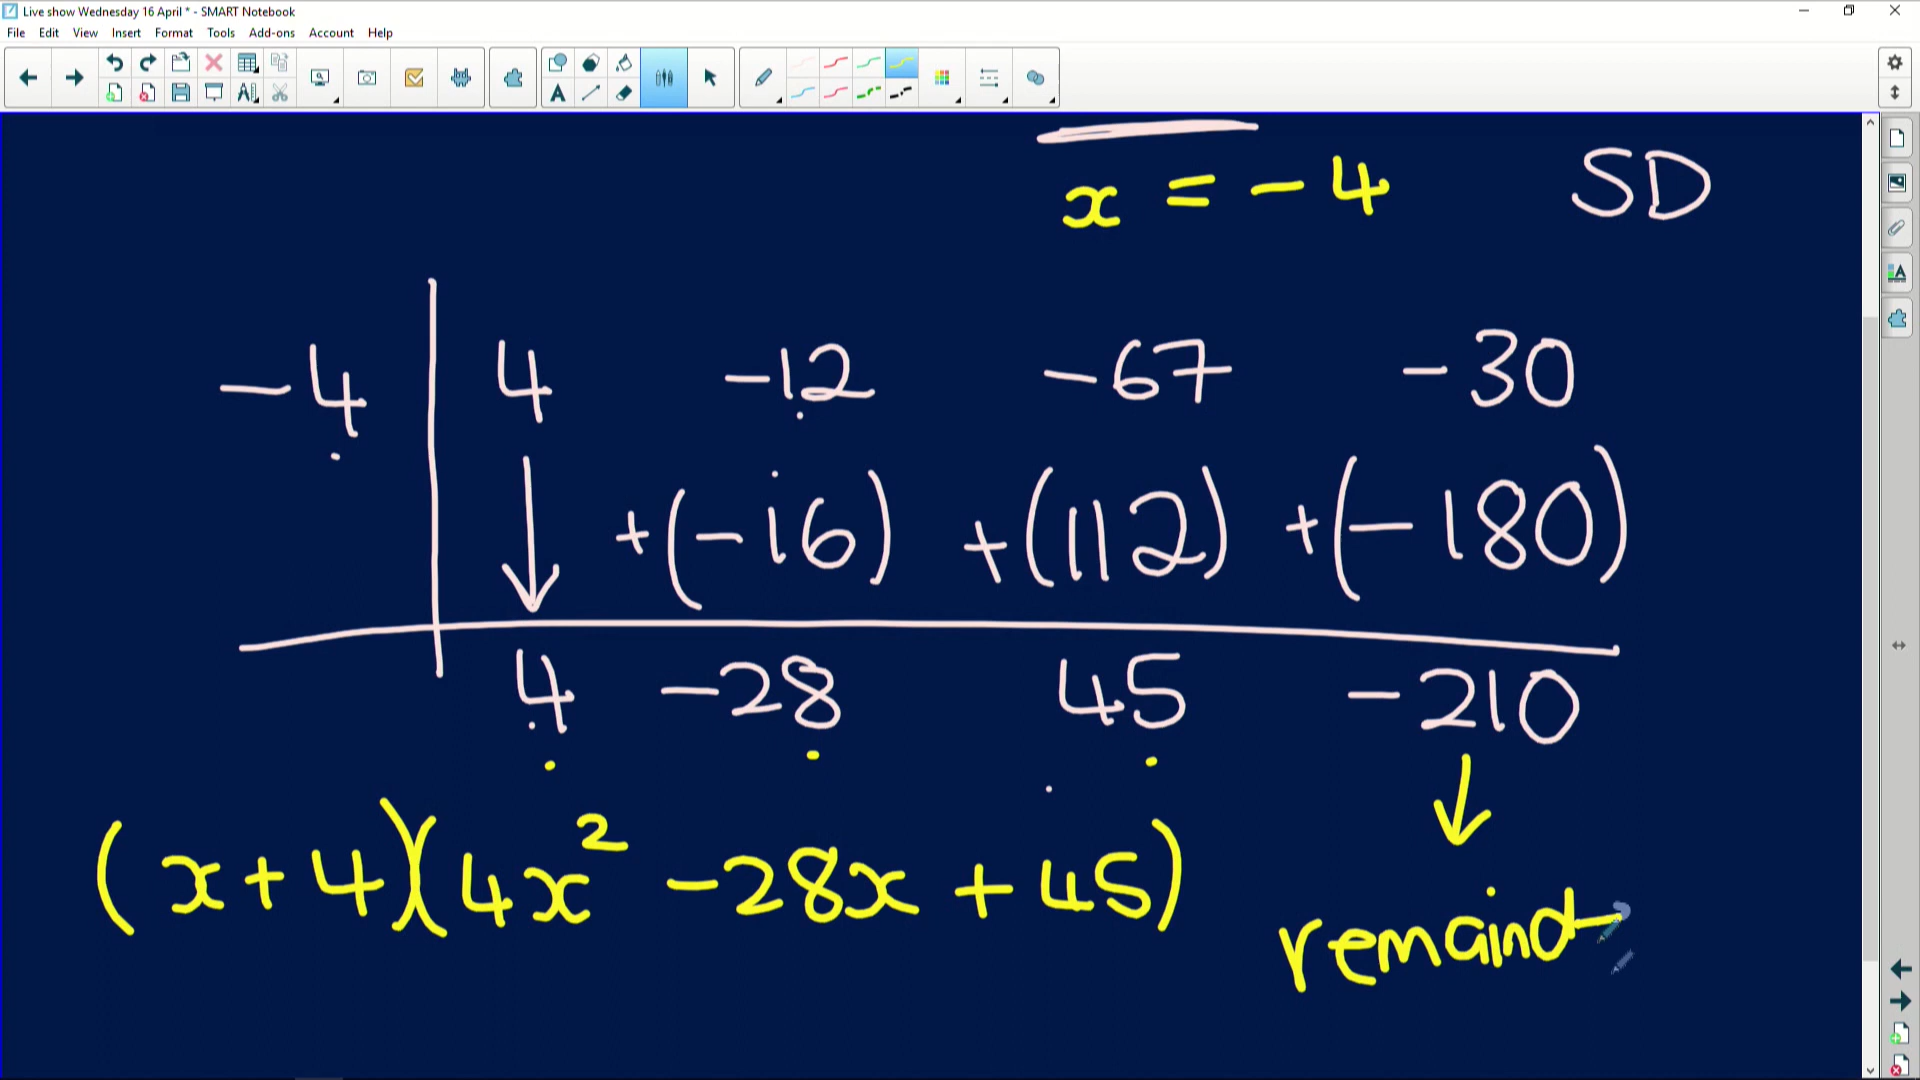 Live show Wednesday 16 April * - SMART Notebook
File Edit View Insert Format Tools Add-ons Account Help
x = - 4 SD
-4 4 -12 -67 -30
+(-16) +(112) +(-180)
4 -28 45 -210
(x+4)(4x² -28x +45)
remaind